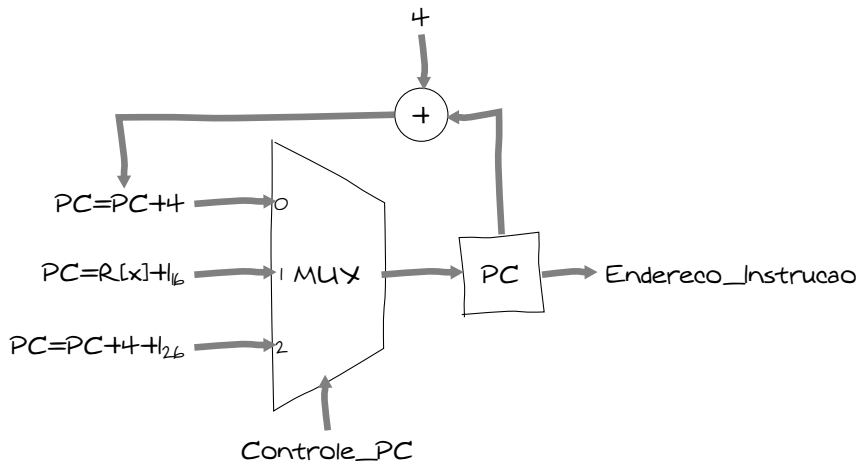 4
+
PC=PC+4
0
PC=R[x]+I16
1 MUX
PC
Endereco_Instrucao
PC=PC+4+I26
2
Controle_PC